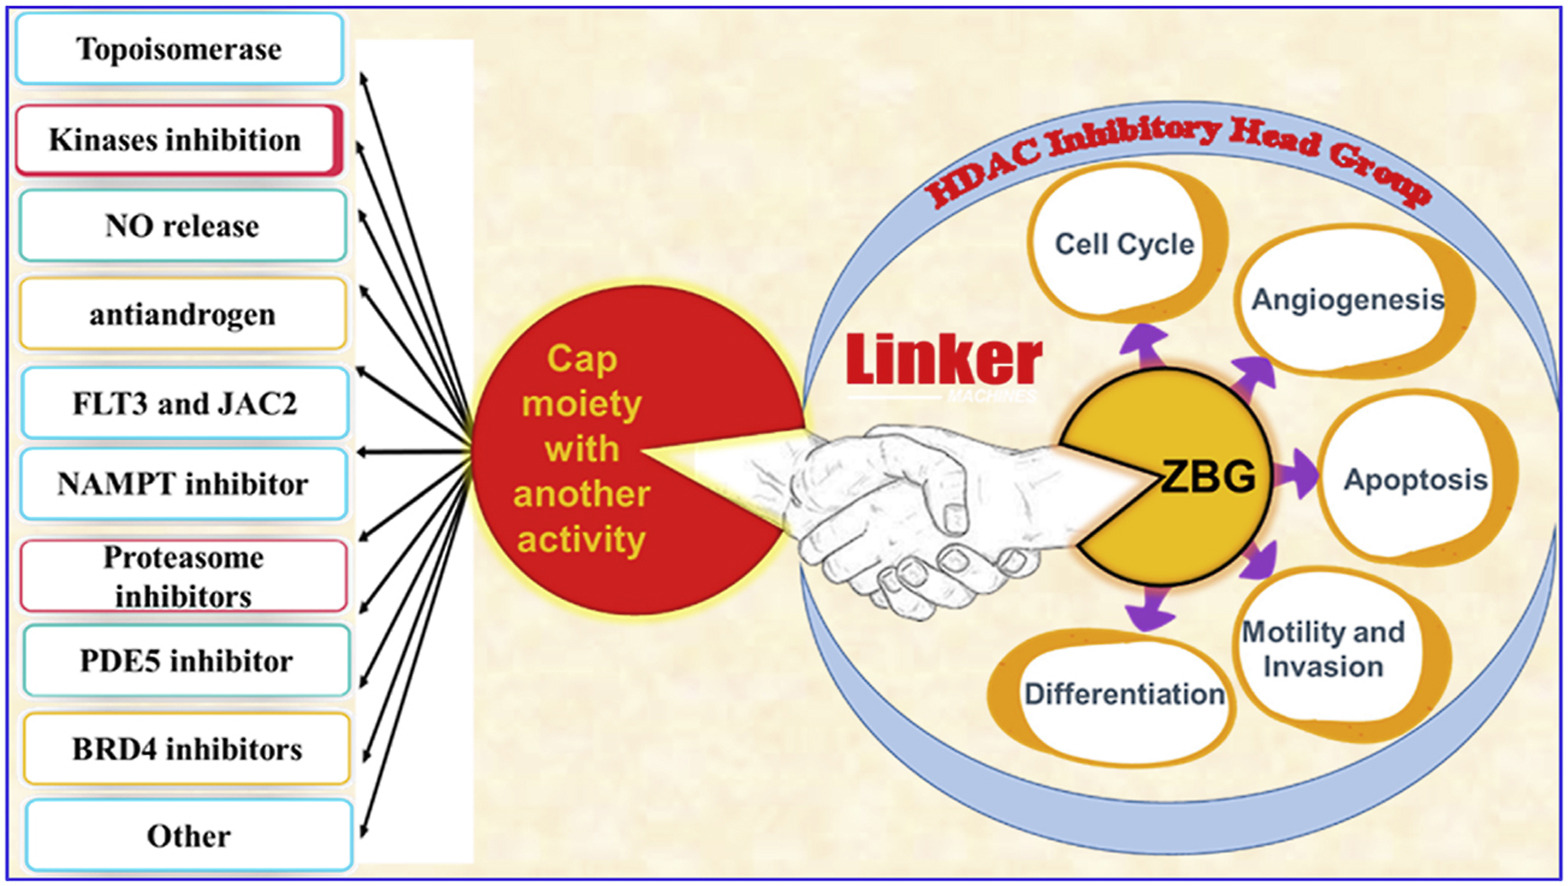 Topoisomerase
Kinases inhibition
NO release
antiandrogen
FLT3 and JAC2
NAMPT inhibitor
Proteasome
inhibitors
PDE5 inhibitor
BRD4 inhibitors
Other
Cap
moiety
with
another
activity
HDAC Inhibitory Head Group
Linker
MACHINES
ZBG
Cell Cycle
Angiogenesis
Apoptosis
Motility and
Invasion
Differentiation